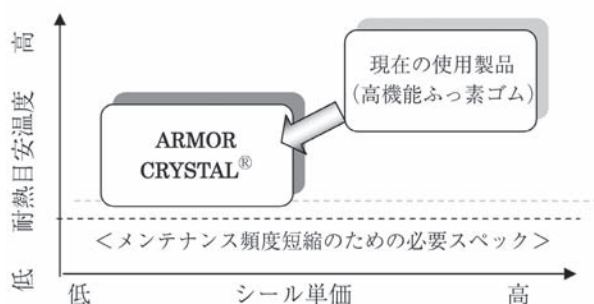 高
耐熱目安温度
低
現在の使用製品
(高機能ふっ素ゴム)
ARMOR
CRYSTAL®
＜メンテナンス頻度短縮のための必要スペック＞
低 シール単価 高